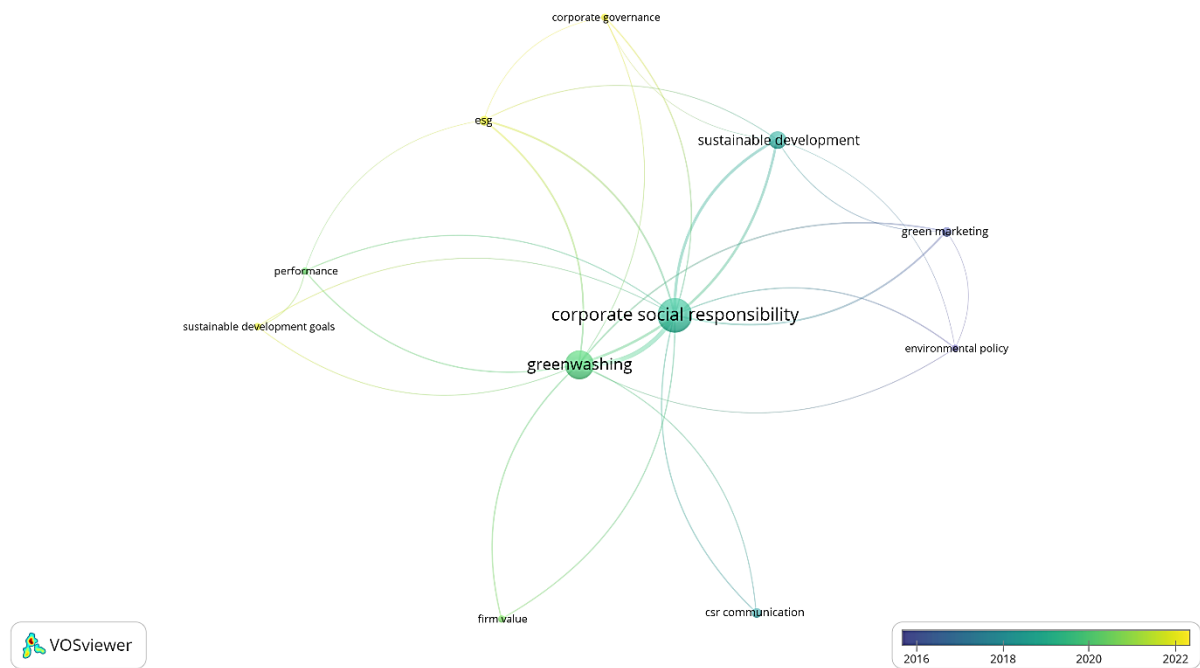 corporate governance
esg
sustainable development
green marketing
performance
corporate social responsibility
sustainable development goals
environmental policy
greenwashing
csr communication
firm value
VOSviewer
2016 2018 2020 2022